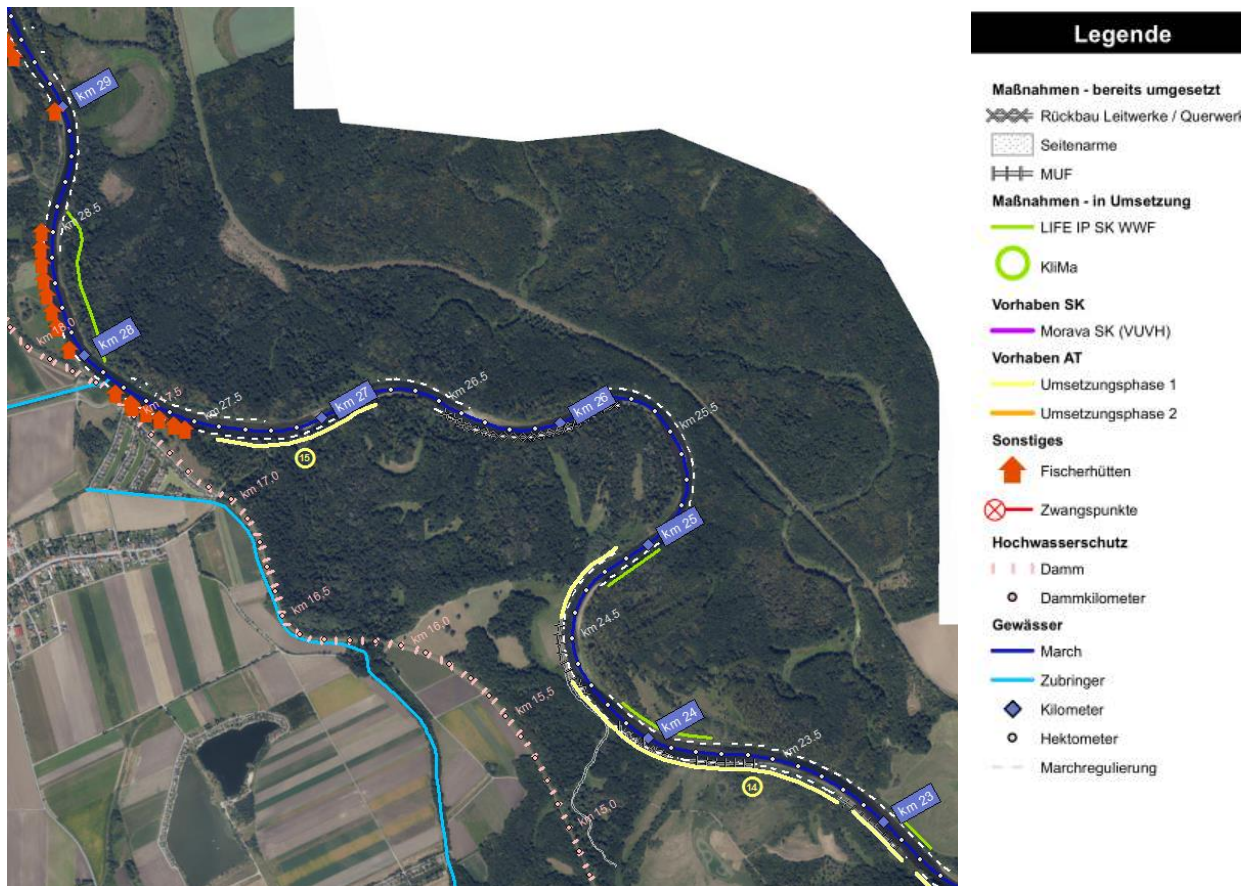 km 29
km 28.5
km 18.0
km 28
km 17.5
km 27.5
km 27
km 26.5
km 26
km 25.5
15
km 17.0
km 25
km 16.5
km 24.5
km 16.0
km 15.5
km 24
km 23.5
14
km 23
km 15.0
Legende
Maßnahmen - bereits umgesetzt
Rückbau Leitwerke / Querwerk
Seitenarme
MUF
Maßnahmen - in Umsetzung
LIFE IP SK WWF
KliMa
Vorhaben SK
Morava SK (VUVH)
Vorhaben AT
Umsetzungsphase 1
Umsetzungsphase 2
Sonstiges
Fischerhütten
Zwangspunkte
Hochwasserschutz
Damm
Dammkilometer
Gewässer
March
Zubringer
Kilometer
Hektometer
Marchregulierung